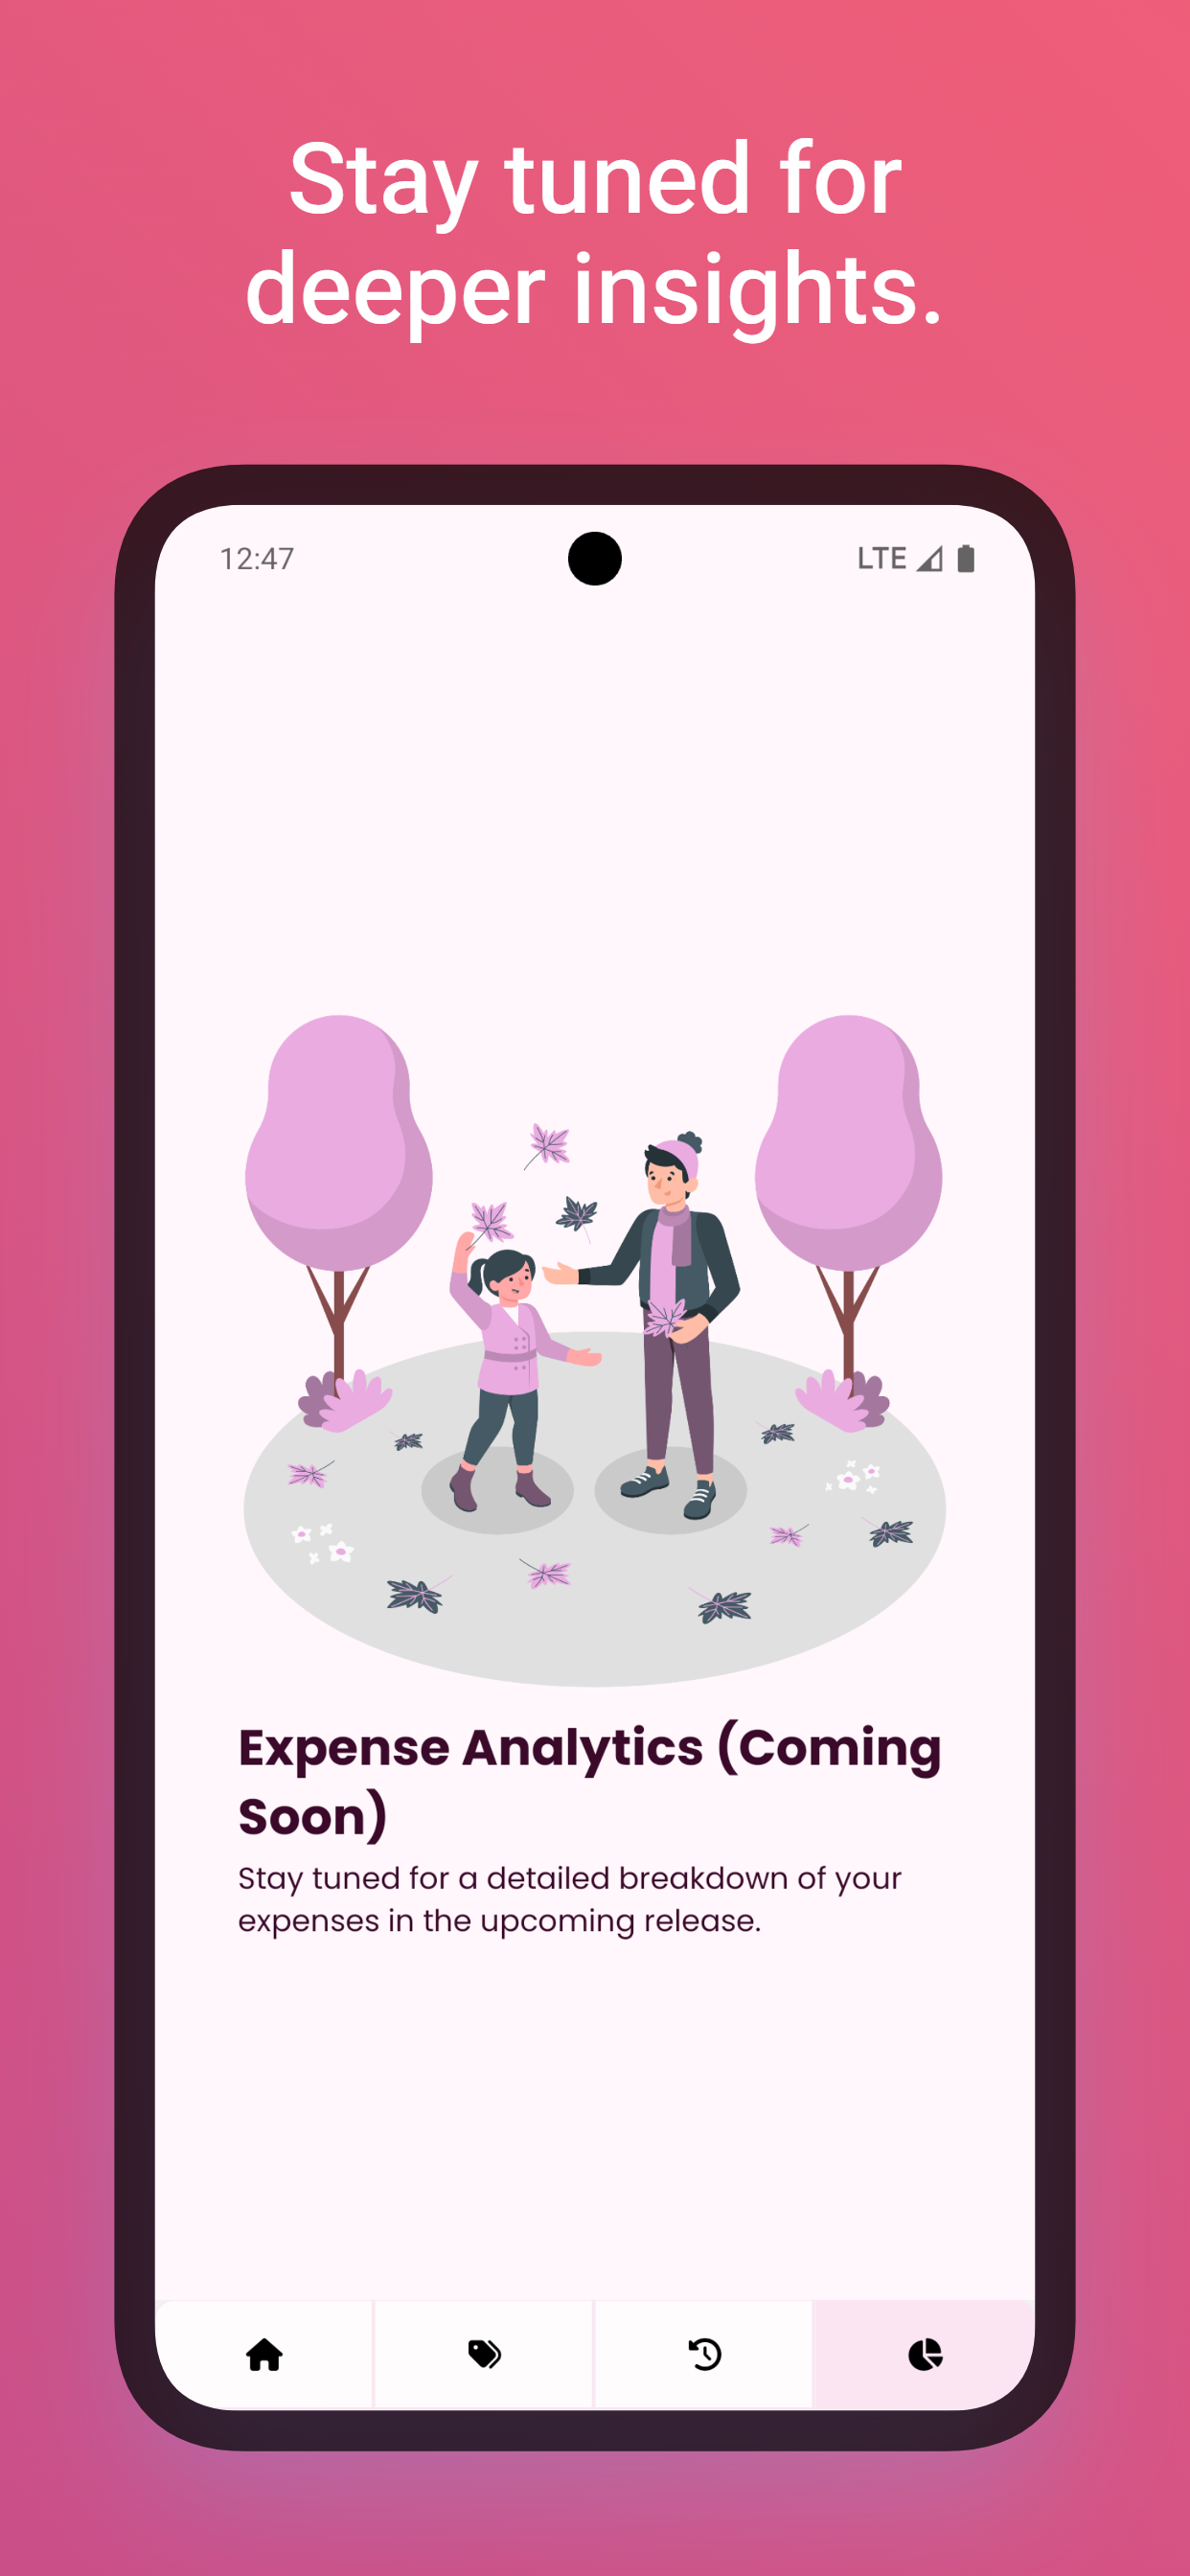 Stay tuned for
deeper insights.
12:47
LTE
Expense Analytics (Coming
Soon)
Stay tuned for a detailed breakdown of your
expenses in the upcoming release.